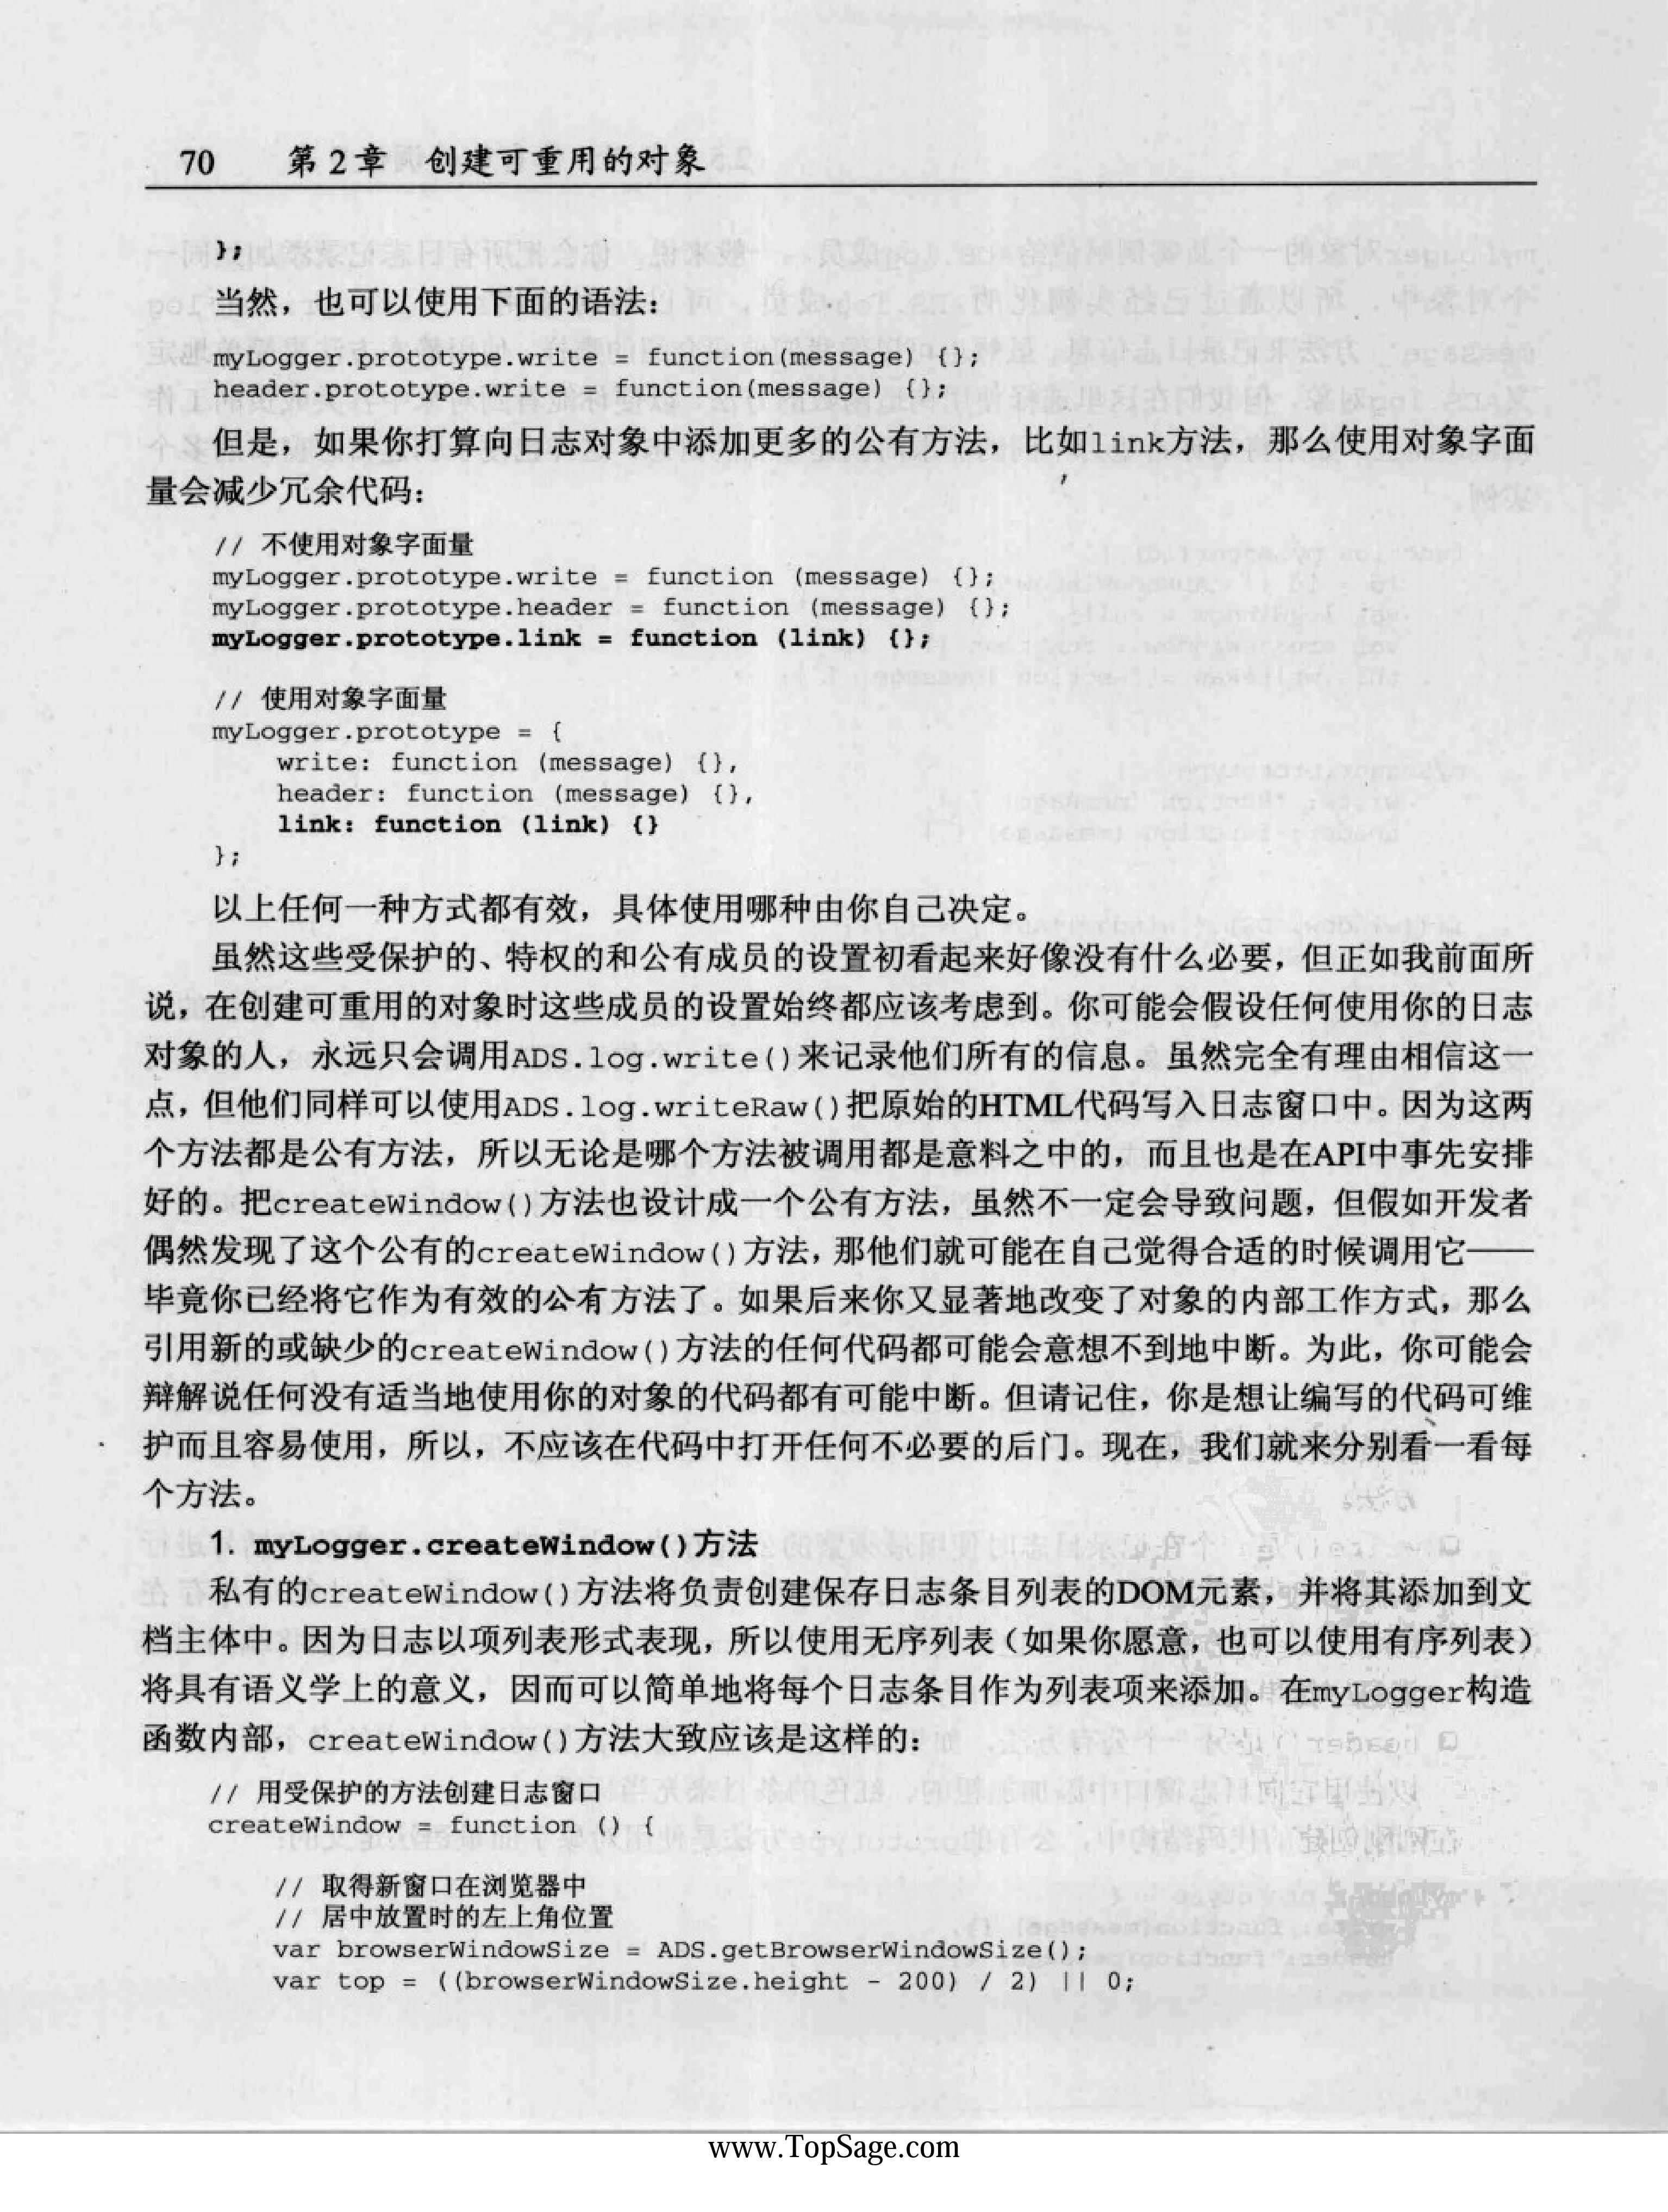 70 第2章 创建可重用的对象
};
当然，也可以使用下面的语法：
myLogger.prototype.write = function(message) {};
header.prototype.write = function(message) {};
但是，如果你打算向日志对象中添加更多的公有方法，比如link方法，那么使用对象字面
量会减少冗余代码：
// 不使用对象字面量
myLogger.prototype.write = function (message) {};
myLogger.prototype.header = function (message) {};
myLogger.prototype.link = function (link) {};
// 使用对象字面量
myLogger.prototype = {
write: function (message) {},
header: function (message) {},
link: function (link) {}
};
以上任何一种方式都有效，具体使用哪种由你自己决定。
虽然这些受保护的、特权的和公有成员的设置初看起来好像没有什么必要，但正如我前面所
说，在创建可重用的对象时这些成员的设置始终都应该考虑到。你可能会假设任何使用你的日志
对象的人，永远只会调用ADS.log.write()来记录他们所有的信息。虽然完全有理由相信这一
点，但他们同样可以使用ADS.log.writeRaw()把原始的HTML代码写入日志窗口中。因为这两
个方法都是公有方法，所以无论是哪个方法被调用都是意料之中的，而且也是在API中事先安排
好的。把createWindow()方法也设计成一个公有方法，虽然不一定会导致问题，但假如开发者
偶然发现了这个公有的createWindow()方法，那他们就可能在自己觉得合适的时候调用它——
毕竟你已经将它作为有效的公有方法了。如果后来你又显著地改变了对象的内部工作方式，那么
引用新的或缺少的createWindow()方法的任何代码都可能会意想不到地中断。为此，你可能会
辩解说任何没有适当地使用你的对象的代码都有可能中断。但请记住，你是想让编写的代码可维
护而且容易使用，所以，不应该在代码中打开任何不必要的后门。现在，我们就来分别看一看每
个方法。
1. myLogger.createWindow()方法
私有的createWindow()方法将负责创建保存日志条目列表的DOM元素，并将其添加到文
档主体中。因为日志以项列表形式表现，所以使用无序列表（如果你愿意，也可以使用有序列表）
将具有语义学上的意义，因而可以简单地将每个日志条目作为列表项来添加。在myLogger构造
函数内部，createWindow()方法大致应该是这样的：
// 用受保护的方法创建日志窗口
createWindow = function () {
// 取得新窗口在浏览器中
// 居中放置时的左上角位置
var browserWindowSize = ADS.getBrowserWindowSize();
var top = ((browserWindowSize.height - 200) / 2) || 0;
www.TopSage.com